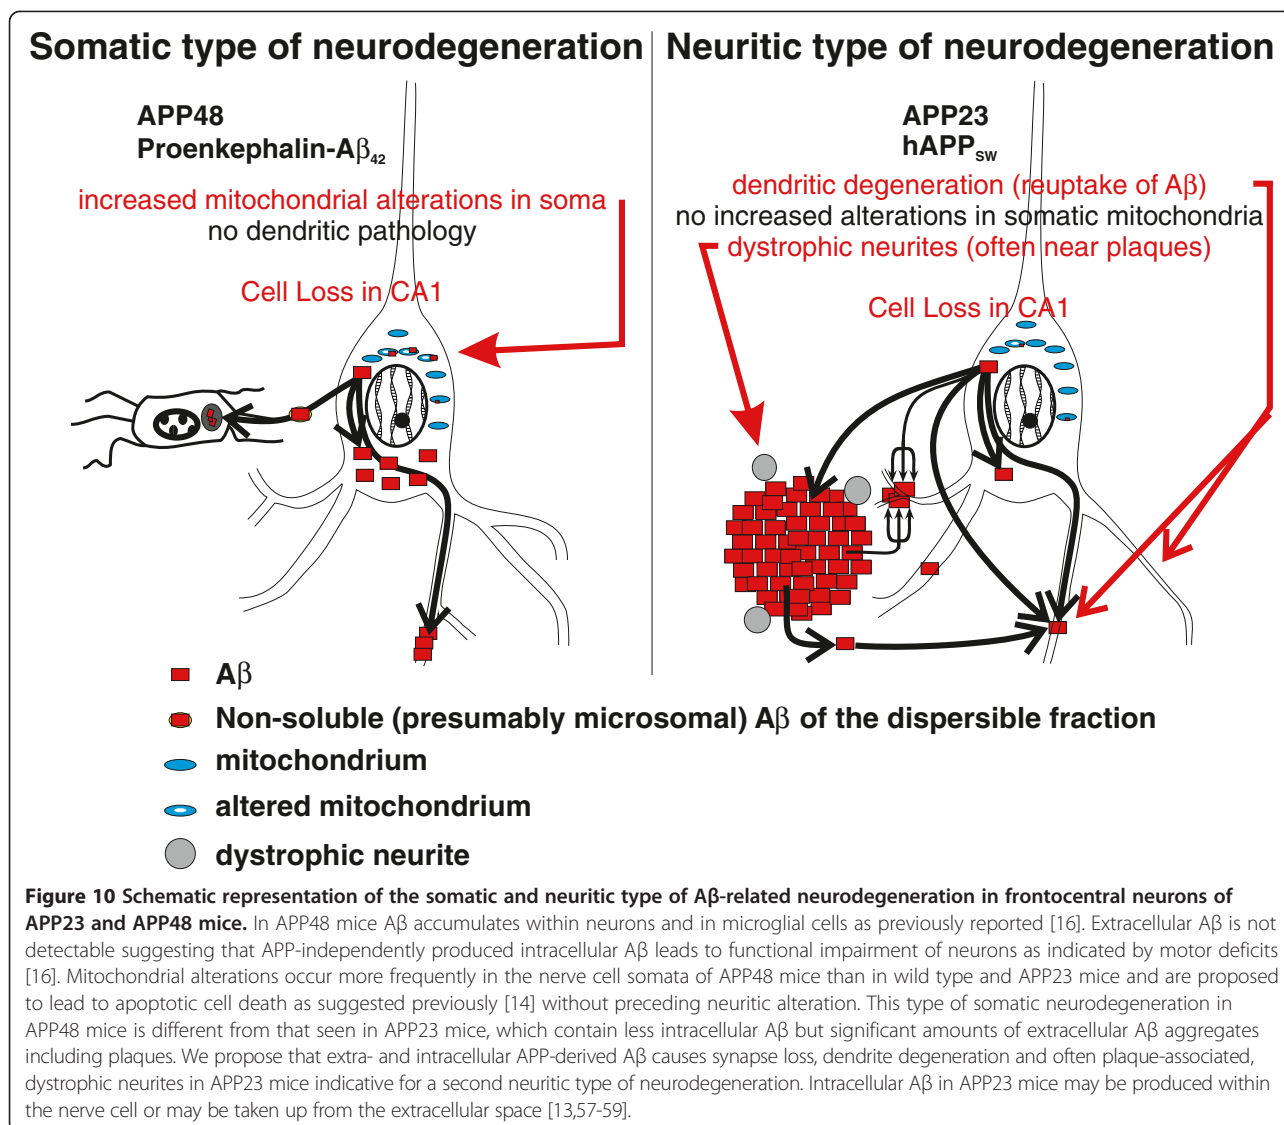 Somatic type of neurodegeneration
APP48
Proenkephalin-Aβ₄₂
increased mitochondrial alterations in soma
no dendritic pathology
Cell Loss in CA1
Neuritic type of neurodegeneration
APP23
hAPP_SW
dendritic degeneration (reuptake of Aβ)
no increased alterations in somatic mitochondria
dystrophic neurites (often near plaques)
Cell Loss in CA1
Aβ
Non-soluble (presumably microsomal) Aβ of the dispersible fraction
mitochondrium
altered mitochondrium
dystrophic neurite
Figure 10 Schematic representation of the somatic and neuritic type of Aβ-related neurodegeneration in frontocentral neurons of
APP23 and APP48 mice. In APP48 mice Aβ accumulates within neurons and in microglial cells as previously reported [16]. Extracellular Aβ is not
detectable suggesting that APP-independently produced intracellular Aβ leads to functional impairment of neurons as indicated by motor deficits
[16]. Mitochondrial alterations occur more frequently in the nerve cell somata of APP48 mice than in wild type and APP23 mice and are proposed
to lead to apoptotic cell death as suggested previously [14] without preceding neuritic alteration. This type of somatic neurodegeneration in
APP48 mice is different from that seen in APP23 mice, which contain less intracellular Aβ but significant amounts of extracellular Aβ aggregates
including plaques. We propose that extra- and intracellular APP-derived Aβ causes synapse loss, dendrite degeneration and often plaque-associated,
dystrophic neurites in APP23 mice indicative for a second neuritic type of neurodegeneration. Intracellular Aβ in APP23 mice may be produced within
the nerve cell or may be taken up from the extracellular space [13,57-59].